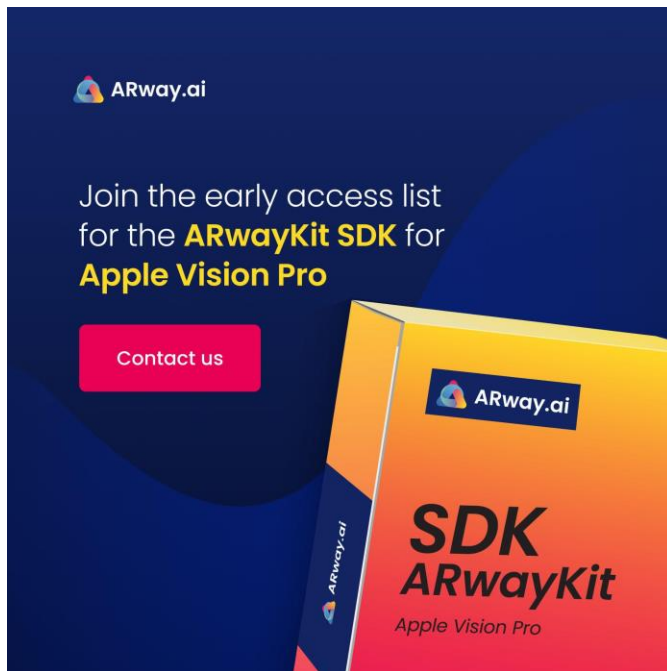 ARway.ai
Join the early access list
for the ARwayKit SDK for
Apple Vision Pro
Contact us
ARway.ai
SDK
ARwayKit
Apple Vision Pro
ARway.ai